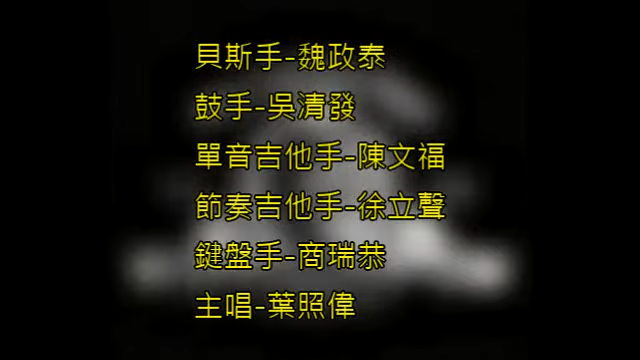 貝斯手-魏政泰
鼓手-吳清發
單音吉他手-陳文福
節奏吉他手-徐立聲
鍵盤手-商瑞恭
主唱-葉照偉